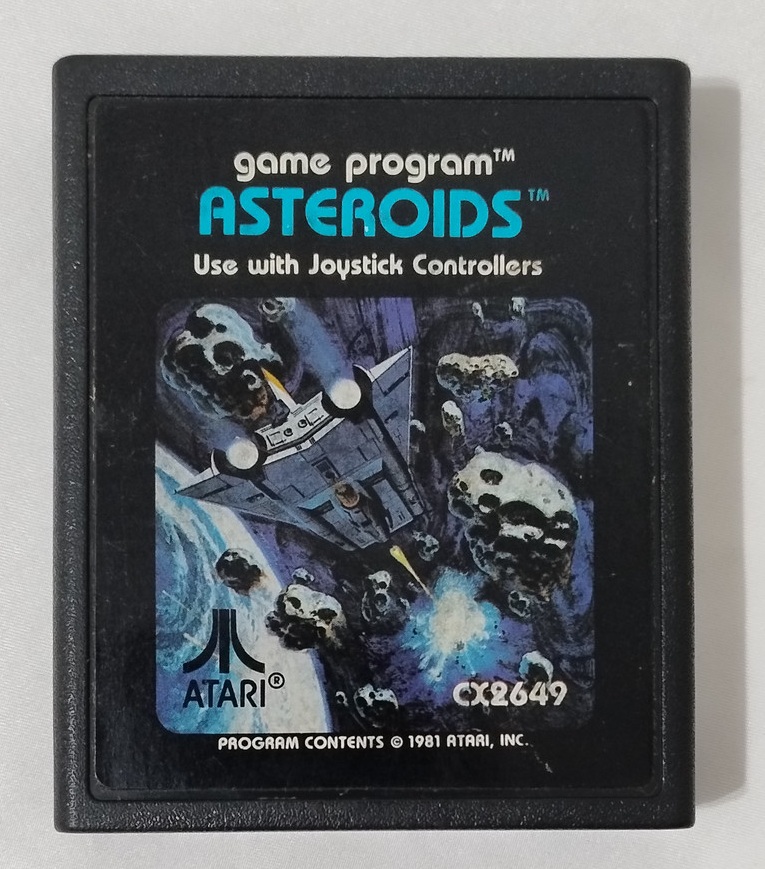 game program™
ASTEROIDS™
Use with Joystick Controllers
ATARI®
CX2649
PROGRAM CONTENTS © 1981 ATARI, INC.